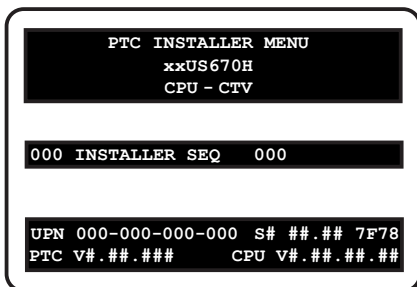 PTC INSTALLER MENU
xxUS670H
CPU – CTV
000 INSTALLER SEQ 000
UPN 000-000-000-000 S# ##.## 7F78
PTC V#.##.### CPU V#.##.##.##